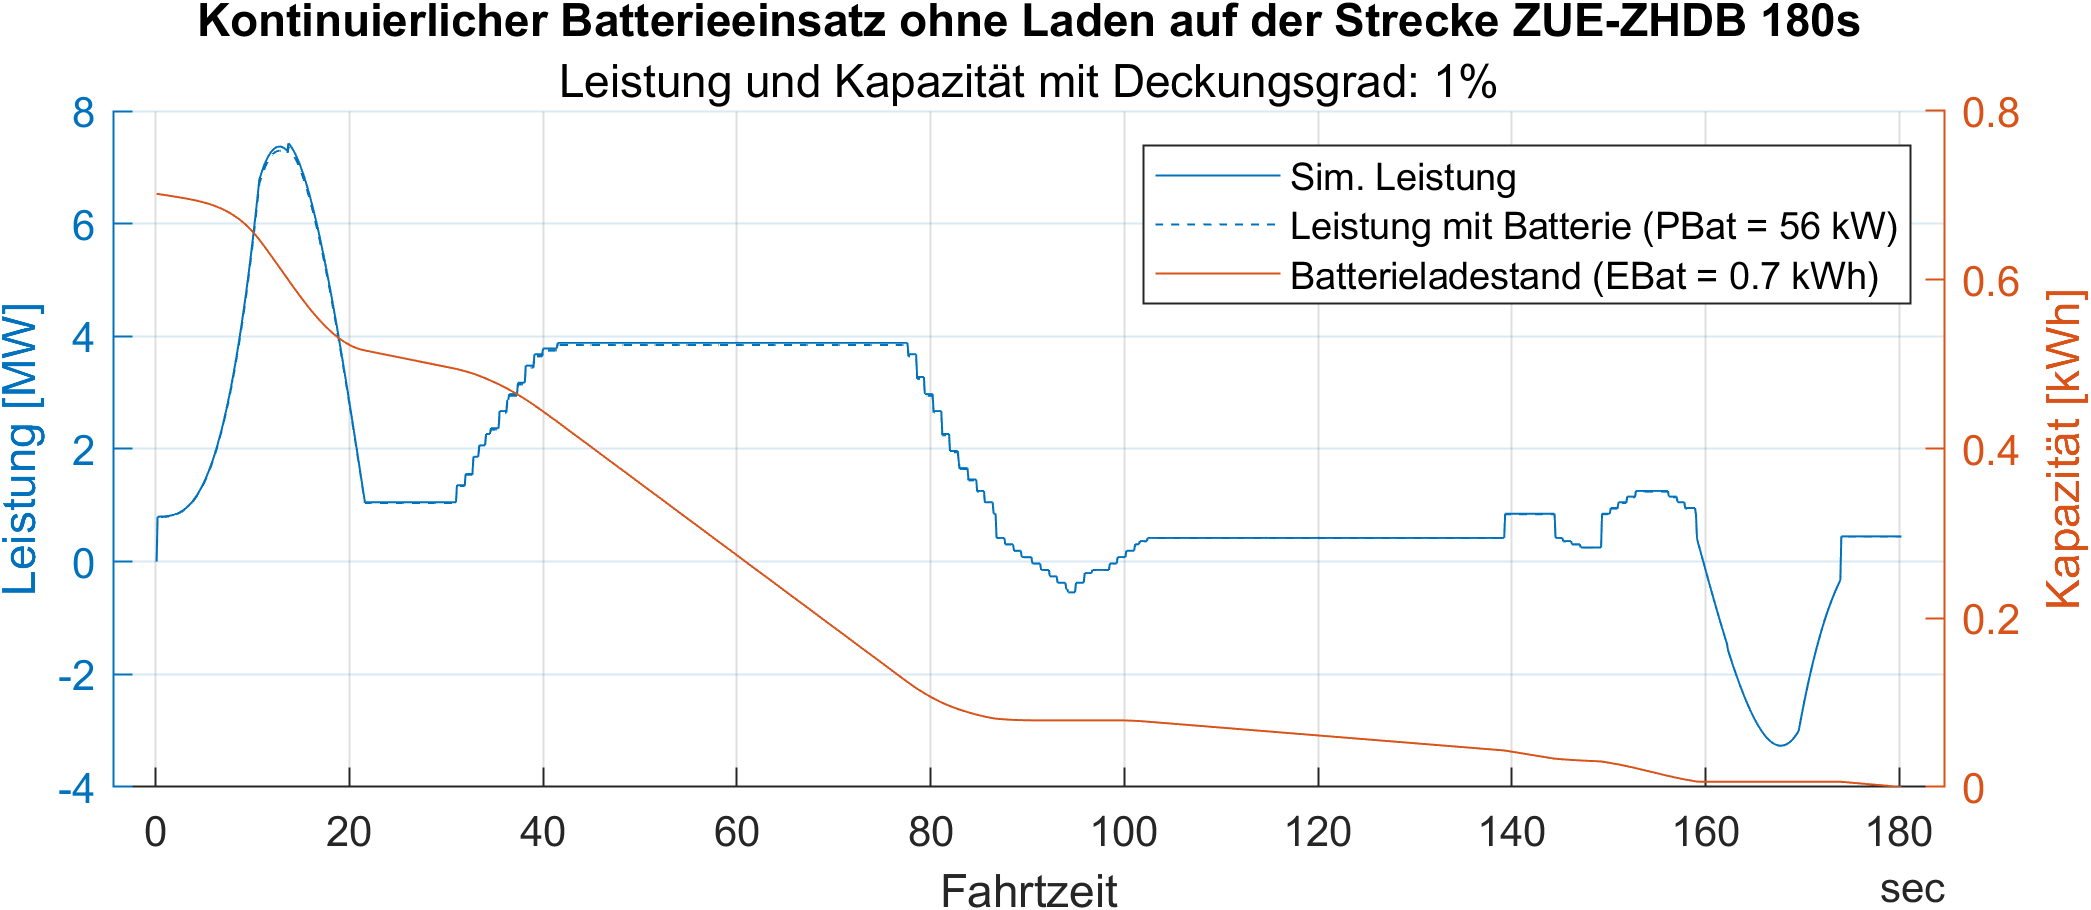 Kontinuierlicher Batterieeinsatz ohne Laden auf der Strecke ZUE-ZHDB 180s
Leistung und Kapazität mit Deckungsgrad: 1%
8
6
4
2
0
-2
-4
Leistung [MW]
Sim. Leistung
Leistung mit Batterie (PBat = 56 kW)
Batterieladestand (EBat = 0.7 kWh)
0.8
0.6
0.4
0.2
0
Kapazität [kWh]
0 20 40 60 80 100 120 140 160 180
Fahrtzeit
sec